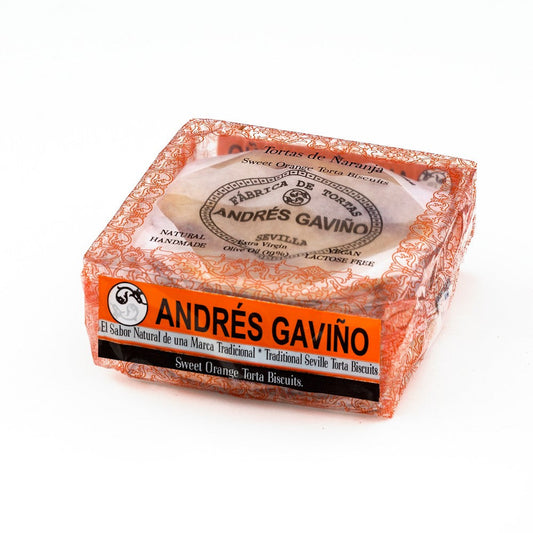 Tortas de Naranja
Sweet Orange Torta Biscuits
FÁBRICA DE TORTAS
ANDRÉS GAVIÑO
SEVILLA
NATURAL
HANDMADE
Extra Virgin
Olive Oil
VEGAN
LACTOSE FREE
ANDRÉS GAVIÑO
El Sabor Natural de una Marca Tradicional * Traditional Seville Torta Biscuits
Sweet Orange Torta Biscuits.